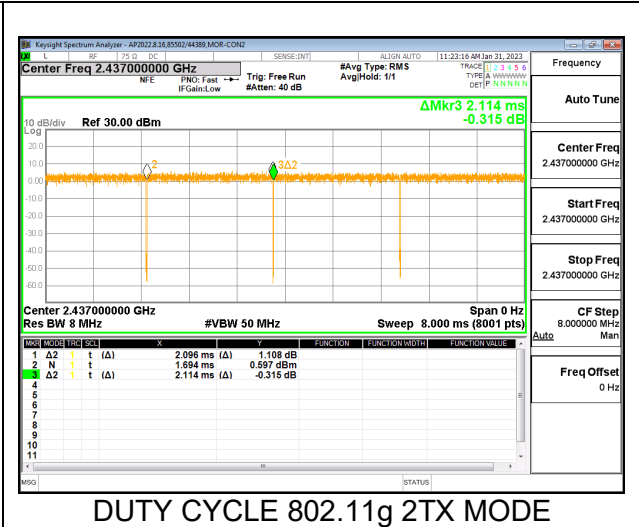 Keysight Spectrum Analyzer - AP2022.8.16,85502/44389,MOR-CON2
L RF 75 Ω DC SENSE:INT ALIGN AUTO 11:23:16 AM Jan 31, 2023
Center Freq 2.437000000 GHz
NFE
PNO: Fast
IFGain:Low
Trig: Free Run
#Atten: 40 dB
#Avg Type: RMS
Avg|Hold: 1/1
TRACE 1 2 3 4 5 6
TYPE A WWWWW
DET P N N N N N
Frequency
Auto Tune
Center Freq
2.437000000 GHz
Start Freq
2.437000000 GHz
Stop Freq
2.437000000 GHz
CF Step
8.000000 MHz
Auto Man
Freq Offset
0 Hz
ΔMkr3 2.114 ms
-0.315 dB
10 dB/div Ref 30.00 dBm
Log
20.0
10.0
0.00
-10.0
-20.0
-30.0
-40.0
-50.0
-60.0
2
3Δ2
Center 2.437000000 GHz Span 0 Hz
Res BW 8 MHz #VBW 50 MHz Sweep 8.000 ms (8001 pts)
MKR MODE TRC SCL X Y FUNCTION FUNCTION WIDTH FUNCTION VALUE
1 Δ2 1 t (Δ) 2.096 ms (Δ) 1.108 dB
2 N 1 t 1.694 ms 0.597 dBm
3 Δ2 1 t (Δ) 2.114 ms (Δ) -0.315 dB
4
5
6
7
8
9
10
11
MSG STATUS
DUTY CYCLE 802.11g 2TX MODE